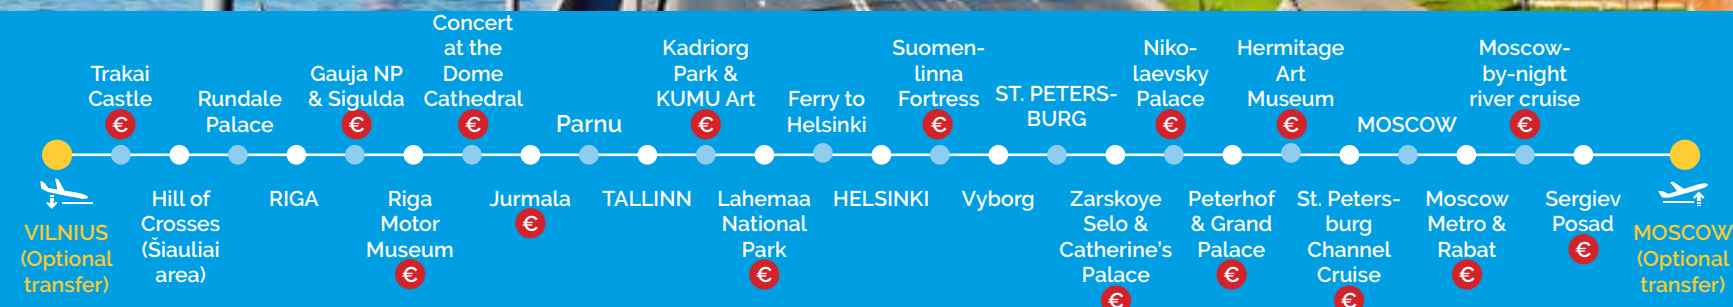 Trakai
Castle
€
Rundale
Palace
Gauja NP
& Sigulda
€
Concert
at the
Dome
Cathedral
€
Parnu
Kadriorg
Park &
KUMU Art
€
Ferry to
Helsinki
Suomen-
linna
Fortress
€
ST. PETERS-
BURG
Niko-
laevsky
Palace
€
Hermitage
Art
Museum
€
MOSCOW
Moscow-
by-night
river cruise
€
VILNIUS
(Optional
transfer)
Hill of
Crosses
(Šiauliai
area)
RIGA
Riga
Motor
Museum
€
Jurmala
€
TALLINN
Lahemaa
National
Park
€
HELSINKI
Vyborg
Zarskoye
Selo &
Catherine's
Palace
€
Peterhof
& Grand
Palace
€
St. Peters-
burg
Channel
Cruise
€
Moscow
Metro &
Rabat
€
Sergiev
Posad
€
MOSCOW
(Optional
transfer)